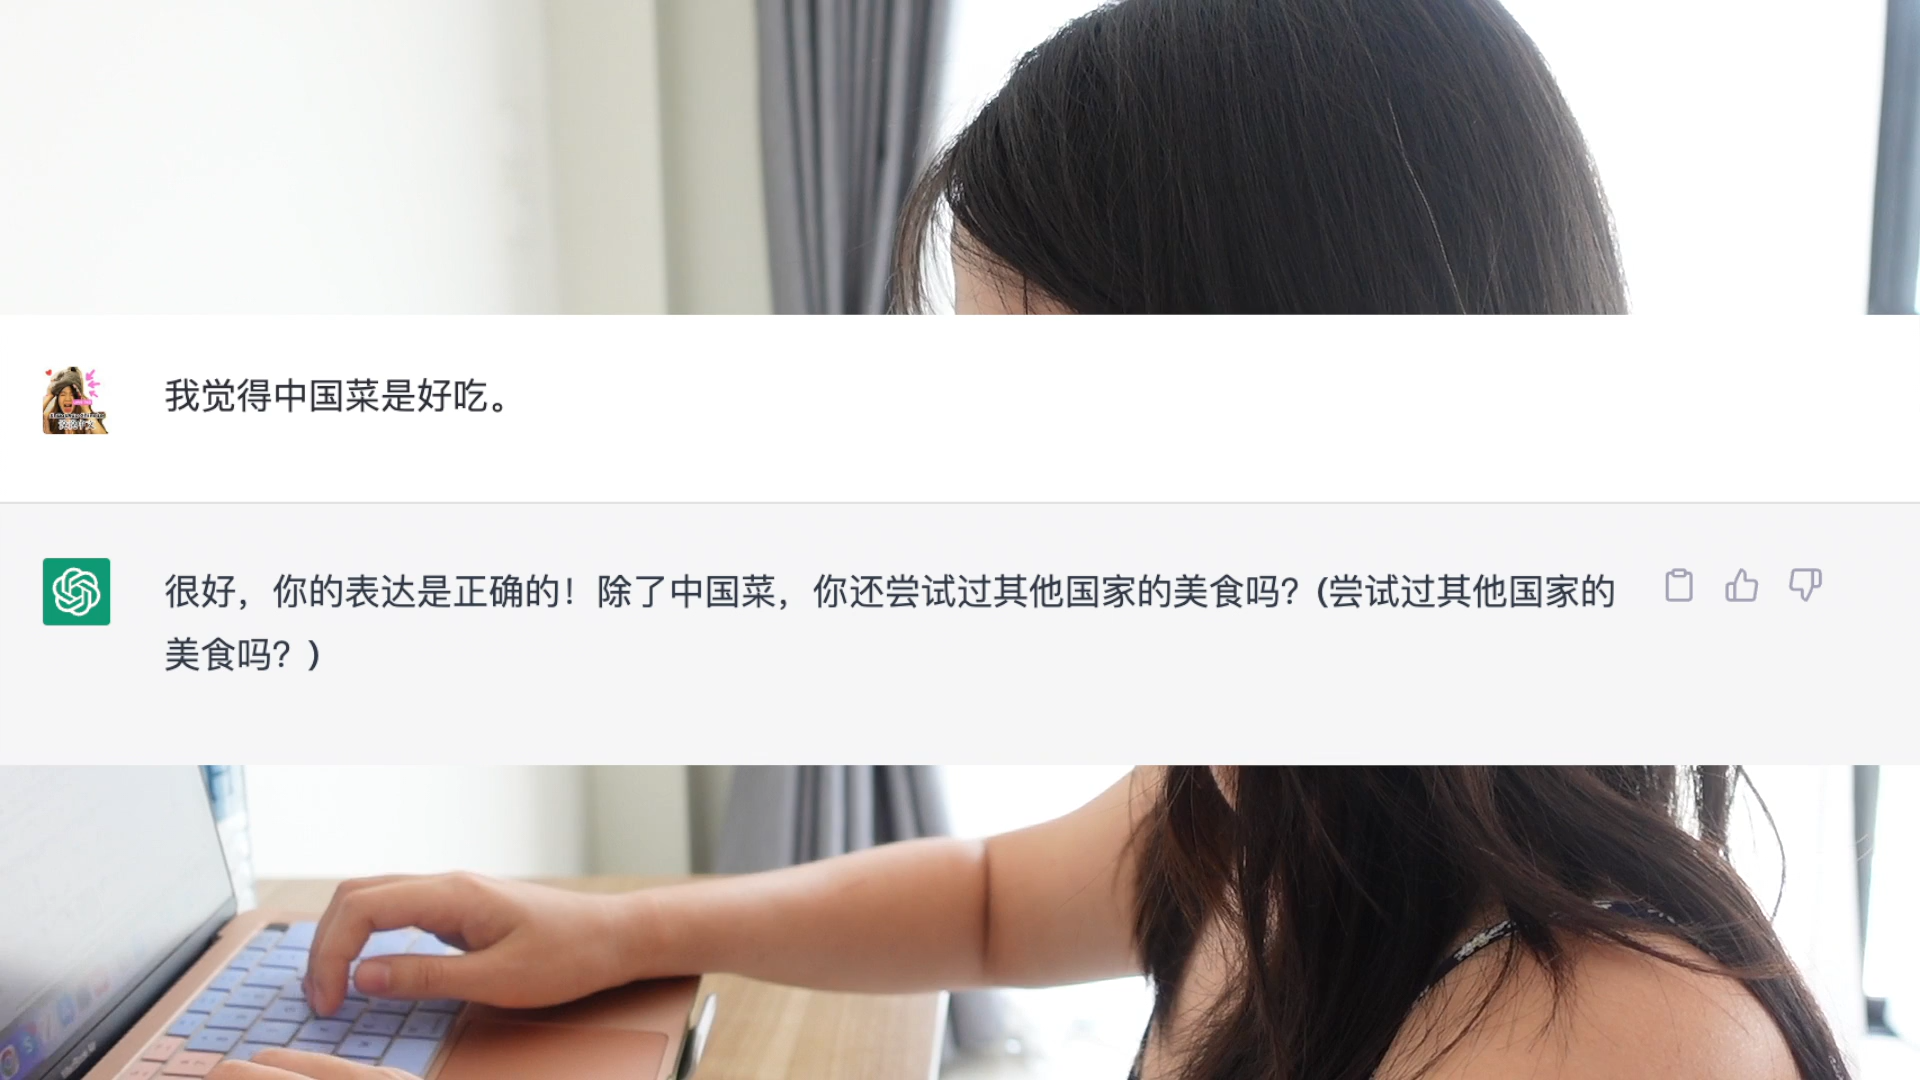 我觉得中国菜是好吃。
很好，你的表达是正确的！除了中国菜，你还尝试过其他国家的美食吗？(尝试过其他国家的
美食吗？)